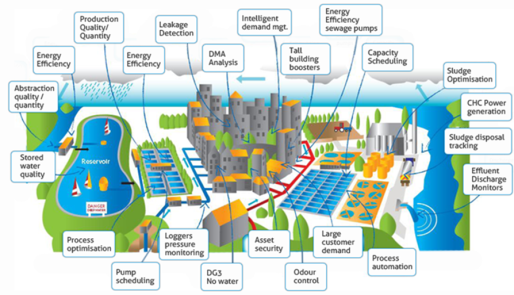 Production
Quality/
Quantity
Leakage
Detection
Intelligent
demand mgt.
Energy
Efficiency
sewage pumps
Energy
Efficiency
Energy
Efficiency
DMA
Analysis
Tall
building
boosters
Capacity
Scheduling
Sludge
Optimisation
Abstraction
quality /
quantity
CHC Power
generation
Stored
water
quality
Reservoir
Sludge disposal
tracking
DANGER
Effluent
Discharge
Monitors
Process
optimisation
Loggers
pressure
monitoring
Asset
security
Large
customer
demand
Process
automation
Pump
scheduling
DG3
No water
Odour
control